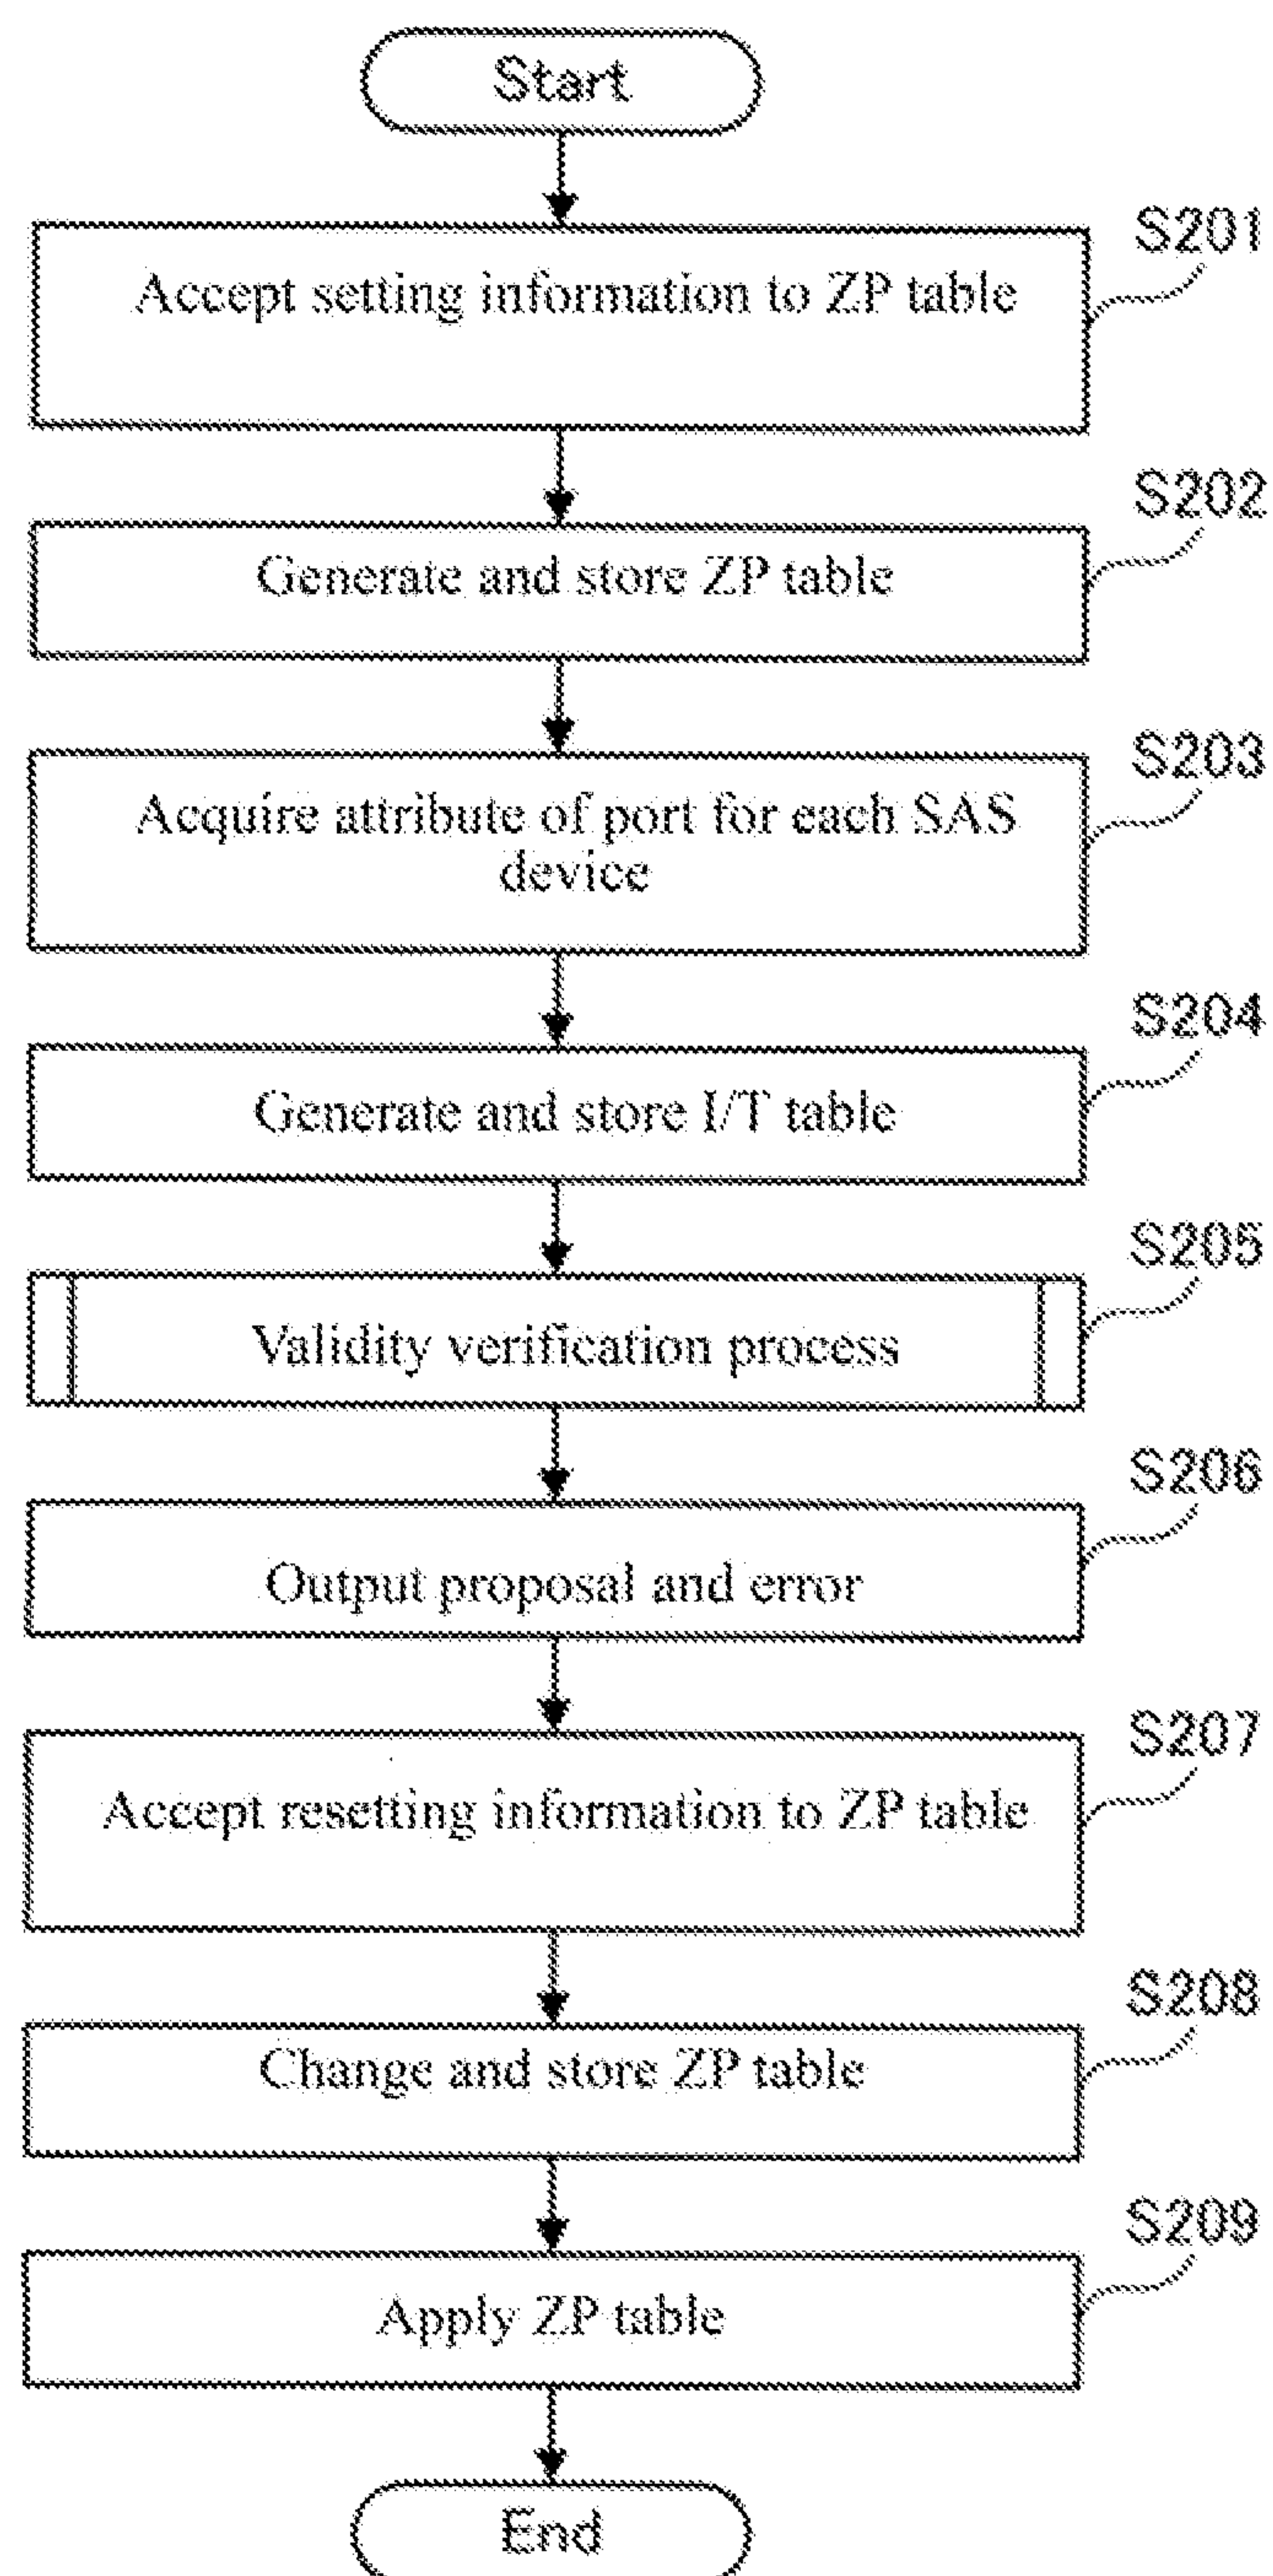 Start
S201
Accept setting information to ZP table
S202
Generate and store ZP table
S203
Acquire attribute of port for each SAS
device
S204
Generate and store I/T table
S205
Validity verification process
S206
Output proposal and error
S207
Accept resetting information to ZP table
S208
Change and store ZP table
S209
Apply ZP table
End